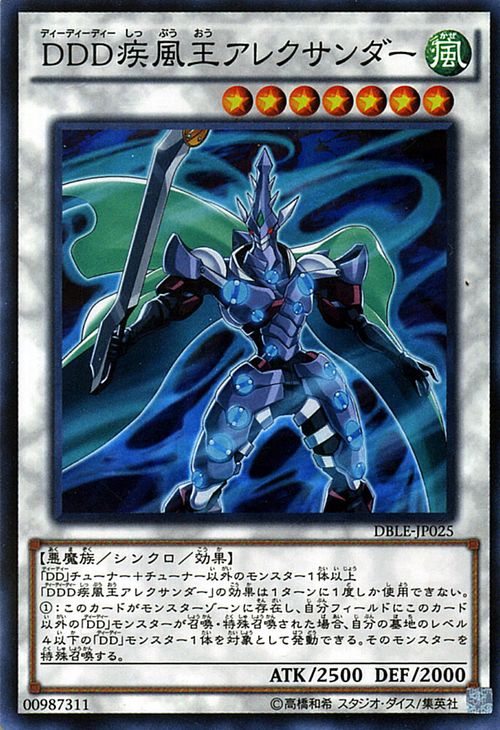 ディーディーディー しっ ぷう おう
DDD疾風王アレクサンダー
かぜ
風
DBLE-JP025
【悪魔族/シンクロ/効果】
「DD」チューナー+チューナー以外のモンスター1体以上
「DDD疾風王アレクサンダー」の効果は1ターンに1度しか使用できない。
①:このカードがモンスターゾーンに存在し、自分フィールドにこのカード
以外の「DD」モンスターが召喚・特殊召喚された場合、自分の墓地のレベル
4以下の「DD」モンスター1体を対象として発動できる。そのモンスターを
特殊召喚する。
ATK/2500 DEF/2000
00987311
©高橋和希 スタジオ・ダイス/集英社